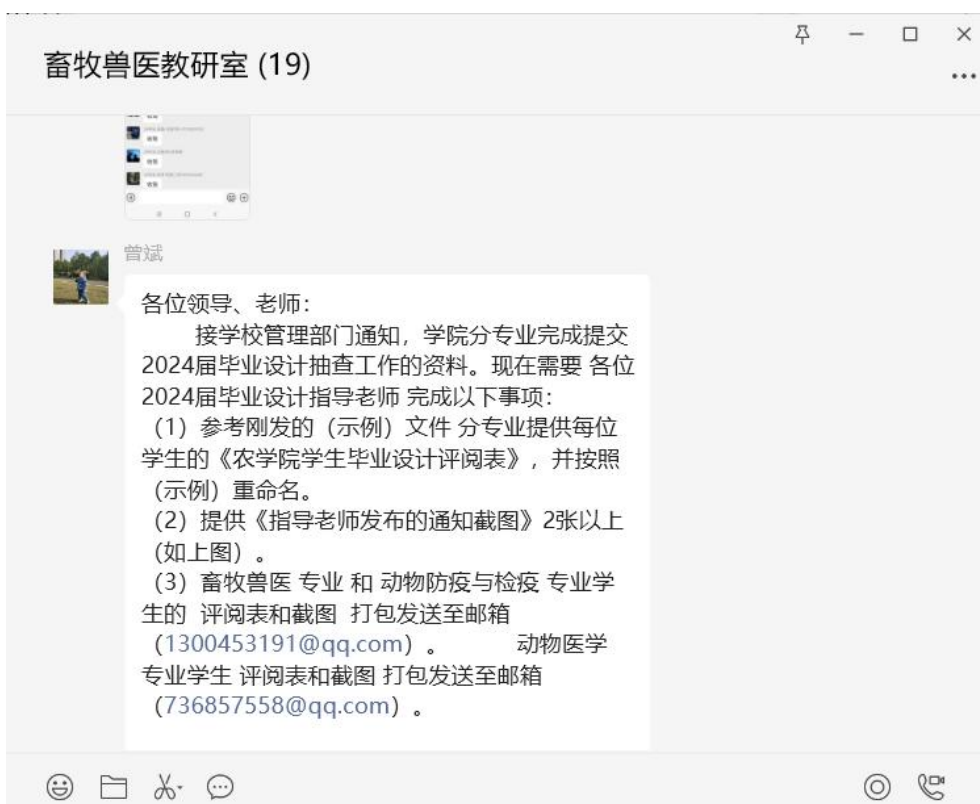 畜牧兽医教研室 (19)
曾斌
各位领导、老师：
接学校管理部门通知，学院分专业完成提交
2024届毕业设计抽查工作的资料。现在需要 各位
2024届毕业设计指导老师 完成以下事项：
（1）参考刚发的（示例）文件 分专业提供每位
学生的《农学院学生毕业设计评阅表》，并按照
（示例）重命名。
（2）提供《指导老师发布的通知截图》2张以上
（如上图）。
（3）畜牧兽医 专业 和 动物防疫与检疫 专业学
生的 评阅表和截图 打包发送至邮箱
（1300453191@qq.com）。 动物医学
专业学生 评阅表和截图 打包发送至邮箱
（736857558@qq.com）。